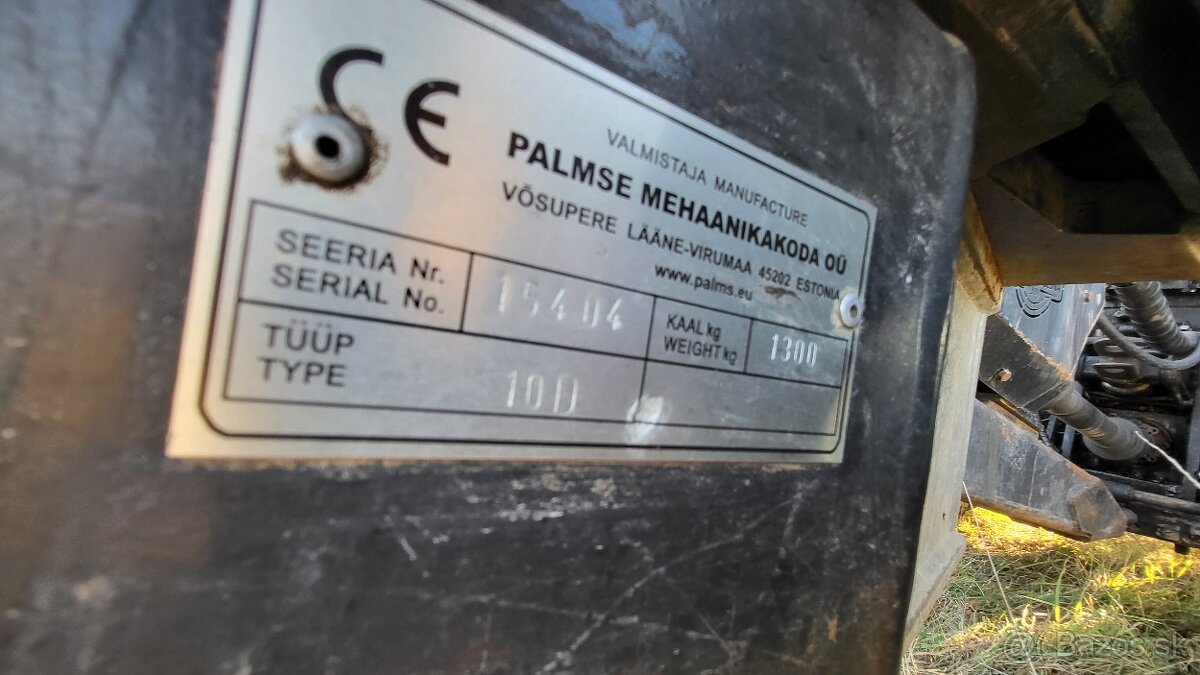 CE
VALMISTAJA MANUFACTURE
PALMSE MEHAANIKAKODA OÜ
VÕSUPERE LÄÄNE-VIRUMAA 45202 ESTONIA
www.palms.eu
SEERIA Nr.
SERIAL No.
15404
KAAL kg
WEIGHT kg
1300
TÜÜP
TYPE
10D
Bazos.sk